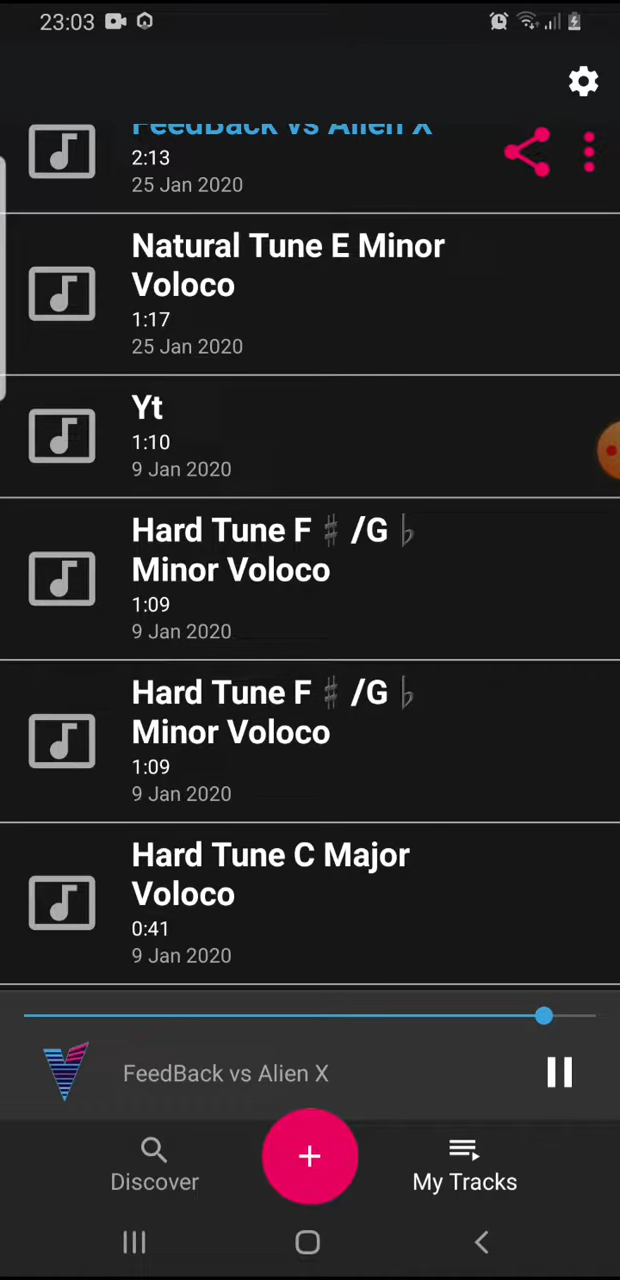 23:03
FeedBack vs Alien X
2:13
25 Jan 2020
Natural Tune E Minor
Voloco
1:17
25 Jan 2020
Yt
1:10
9 Jan 2020
Hard Tune F ♯ /G ♭
Minor Voloco
1:09
9 Jan 2020
Hard Tune F ♯ /G ♭
Minor Voloco
1:09
9 Jan 2020
Hard Tune C Major
Voloco
0:41
9 Jan 2020
FeedBack vs Alien X
Discover
My Tracks